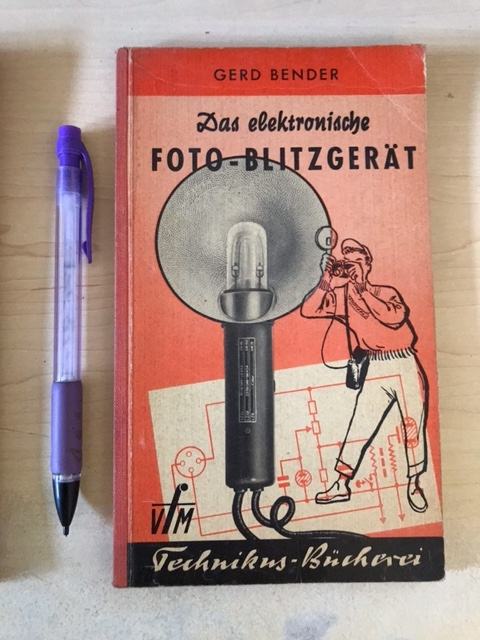 GERD BENDER
Das elektronische
FOTO-BLITZGERÄT
VfM
Technikus-Bücherei